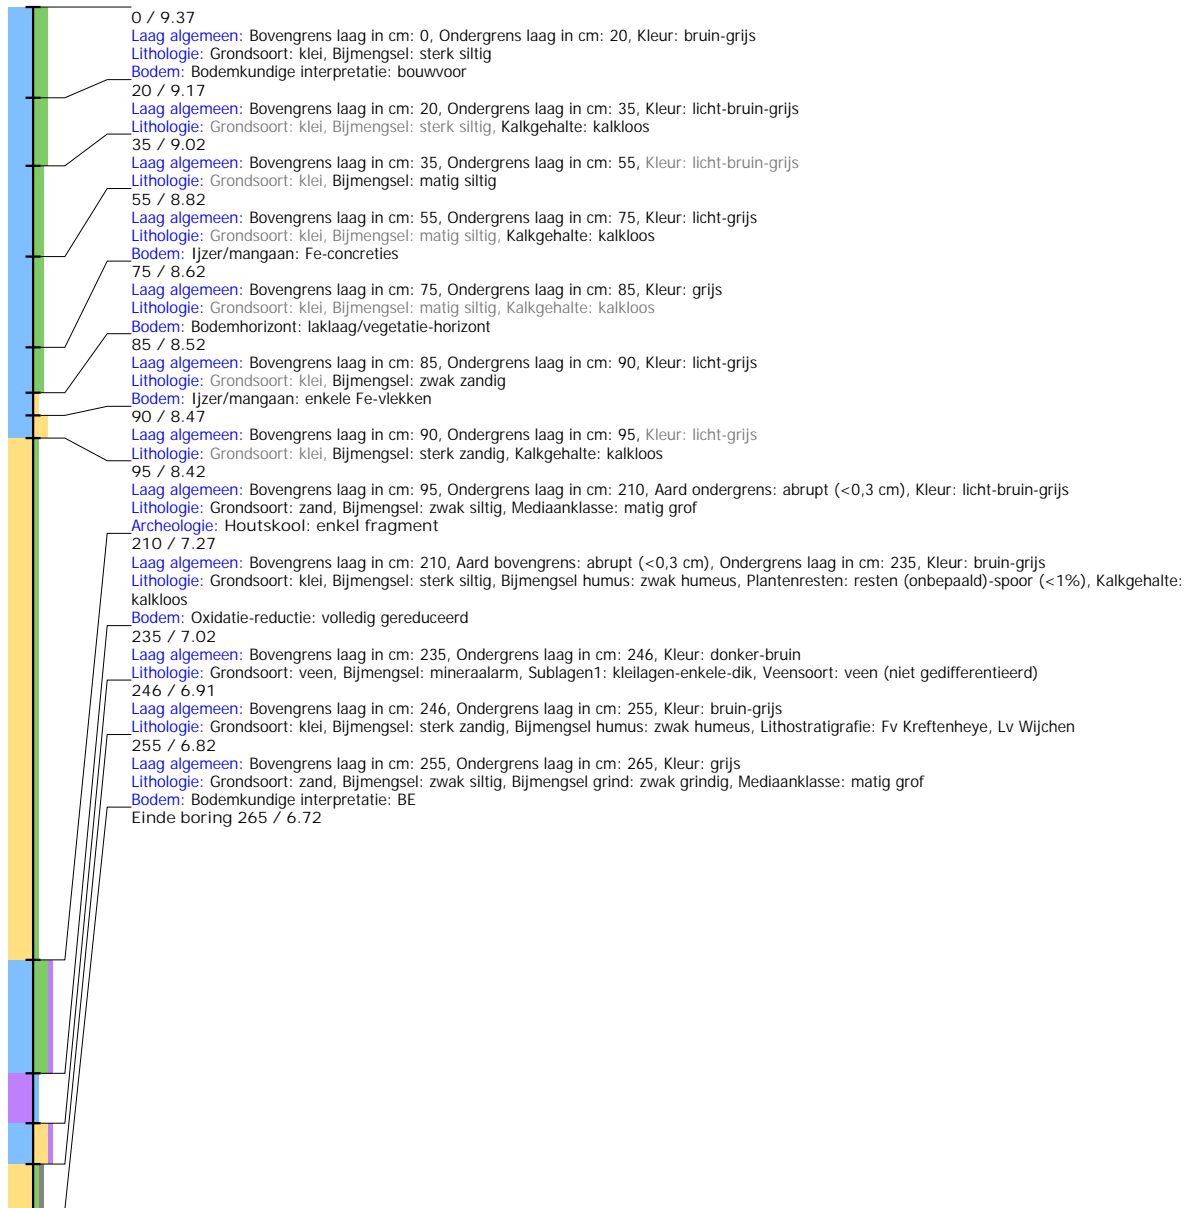 0 / 9.37
Laag algemeen: Bovengrens laag in cm: 0, Ondergrens laag in cm: 20, Kleur: bruin-grijs
Lithologie: Grondsoort: klei, Bijmengsel: sterk siltig
Bodem: Bodemkundige interpretatie: bouwvoor
20 / 9.17
Laag algemeen: Bovengrens laag in cm: 20, Ondergrens laag in cm: 35, Kleur: licht-bruin-grijs
Lithologie: Grondsoort: klei, Bijmengsel: sterk siltig, Kalkgehalte: kalkloos
35 / 9.02
Laag algemeen: Bovengrens laag in cm: 35, Ondergrens laag in cm: 55, Kleur: licht-bruin-grijs
Lithologie: Grondsoort: klei, Bijmengsel: matig siltig
55 / 8.82
Laag algemeen: Bovengrens laag in cm: 55, Ondergrens laag in cm: 75, Kleur: licht-grijs
Lithologie: Grondsoort: klei, Bijmengsel: matig siltig, Kalkgehalte: kalkloos
Bodem: Ijzer/mangaan: Fe-concreties
75 / 8.62
Laag algemeen: Bovengrens laag in cm: 75, Ondergrens laag in cm: 85, Kleur: grijs
Lithologie: Grondsoort: klei, Bijmengsel: matig siltig, Kalkgehalte: kalkloos
Bodem: Bodemhorizont: laklaag/vegetatie-horizont
85 / 8.52
Laag algemeen: Bovengrens laag in cm: 85, Ondergrens laag in cm: 90, Kleur: licht-grijs
Lithologie: Grondsoort: klei, Bijmengsel: zwak zandig
Bodem: Ijzer/mangaan: enkele Fe-vlekken
90 / 8.47
Laag algemeen: Bovengrens laag in cm: 90, Ondergrens laag in cm: 95, Kleur: licht-grijs
Lithologie: Grondsoort: klei, Bijmengsel: sterk zandig, Kalkgehalte: kalkloos
95 / 8.42
Laag algemeen: Bovengrens laag in cm: 95, Ondergrens laag in cm: 210, Aard ondergrens: abrupt (<0,3 cm), Kleur: licht-bruin-grijs
Lithologie: Grondsoort: zand, Bijmengsel: zwak siltig, Mediaanklasse: matig grof
Archeologie: Houtskool: enkel fragment
210 / 7.27
Laag algemeen: Bovengrens laag in cm: 210, Aard bovengrens: abrupt (<0,3 cm), Ondergrens laag in cm: 235, Kleur: bruin-grijs
Lithologie: Grondsoort: klei, Bijmengsel: sterk siltig, Bijmengsel humus: zwak humeus, Plantenresten: resten (onbepaald)-spoor (<1%), Kalkgehalte:
kalkloos
Bodem: Oxidatie-reductie: volledig gereduceerd
235 / 7.02
Laag algemeen: Bovengrens laag in cm: 235, Ondergrens laag in cm: 246, Kleur: donker-bruin
Lithologie: Grondsoort: veen, Bijmengsel: mineraalarm, Sublagen1: kleilagen-enkele-dik, Veensoort: veen (niet gedifferentieerd)
246 / 6.91
Laag algemeen: Bovengrens laag in cm: 246, Ondergrens laag in cm: 255, Kleur: bruin-grijs
Lithologie: Grondsoort: klei, Bijmengsel: sterk zandig, Bijmengsel humus: zwak humeus, Lithostratigrafie: Fv Kreftenheye, Lv Wijchen
255 / 6.82
Laag algemeen: Bovengrens laag in cm: 255, Ondergrens laag in cm: 265, Kleur: grijs
Lithologie: Grondsoort: zand, Bijmengsel: zwak siltig, Bijmengsel grind: zwak grindig, Mediaanklasse: matig grof
Bodem: Bodemkundige interpretatie: BE
Einde boring 265 / 6.72